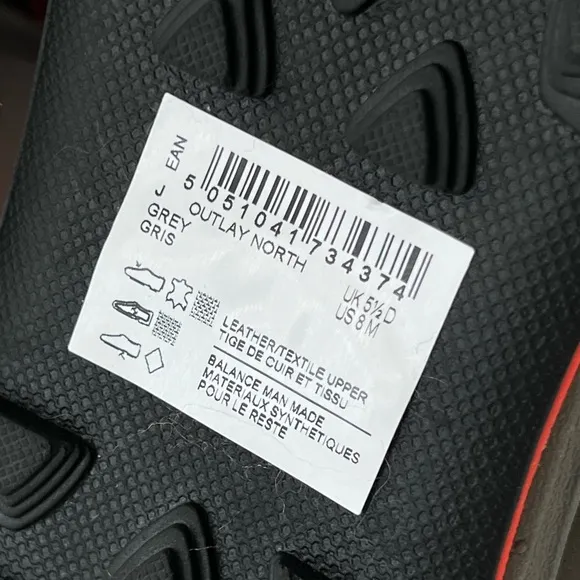 EAN
J
5 051041 734374
OUTLAY NORTH
GREY
GRIS
UK 5½ D
US 8 M
LEATHER/TEXTILE UPPER
TIGE DE CUIR ET TISSU
BALANCE MAN MADE
MATERIAUX SYNTHETIQUES
POUR LE RESTE